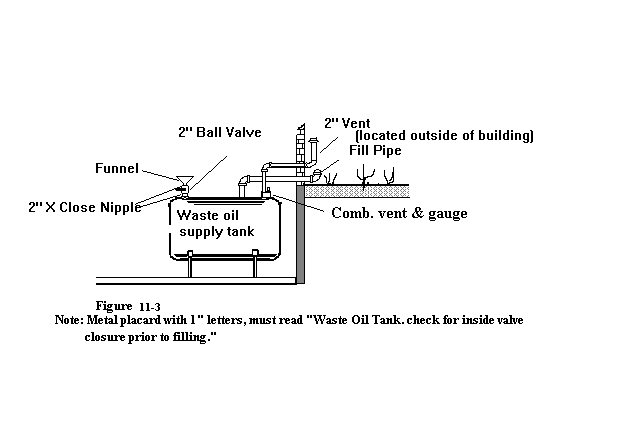 2" Vent
2" Ball Valve
(located outside of building)
Fill Pipe
Funnel
2" X Close Nipple
Waste oil
supply tank
Comb. vent & gauge
Figure 11-3
Note: Metal placard with 1" letters, must read "Waste Oil Tank. check for inside valve
closure prior to filling."